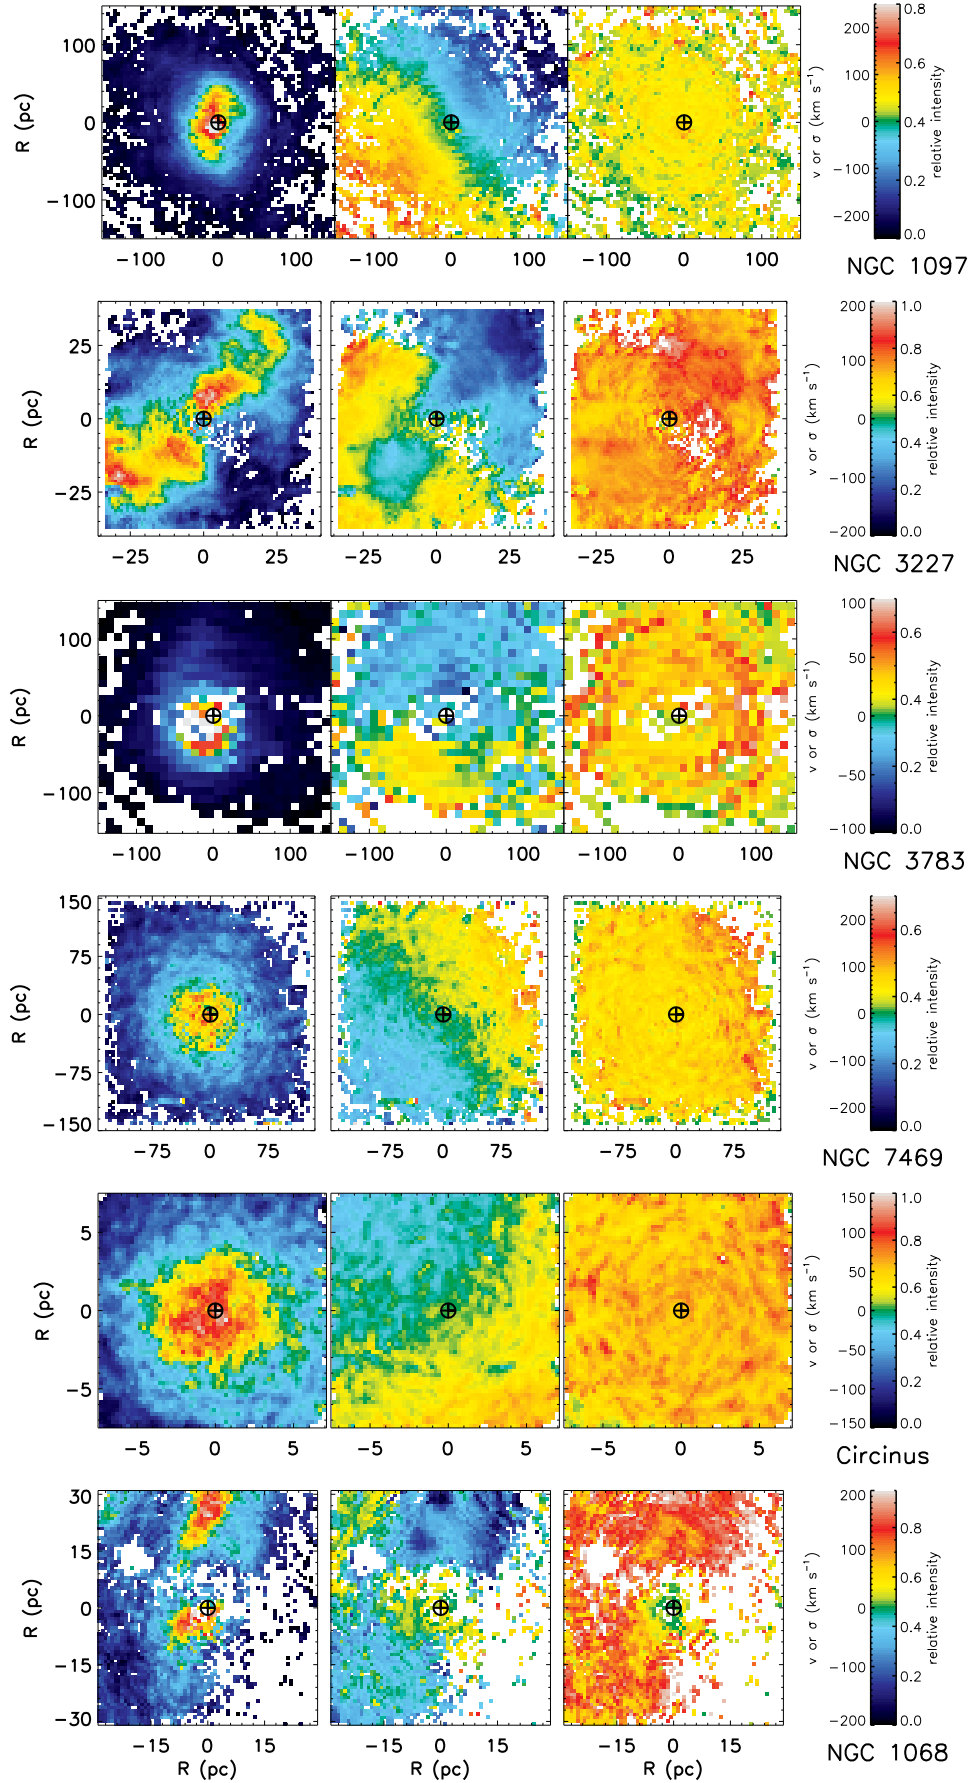 R (pc)
100
0
−100
−100 0 100
−100 0 100
−100 0 100
v or σ (km s⁻¹)
200
100
0
−100
−200
0.8
0.6
0.4
0.2
0.0
relative intensity
NGC 1097
R (pc)
25
0
−25
−25 0 25
−25 0 25
−25 0 25
v or σ (km s⁻¹)
200
100
0
−100
−200
1.0
0.8
0.6
0.4
0.2
0.0
relative intensity
NGC 3227
R (pc)
100
0
−100
−100 0 100
−100 0 100
−100 0 100
v or σ (km s⁻¹)
100
50
0
−50
−100
0.6
0.4
0.2
0.0
relative intensity
NGC 3783
R (pc)
150
75
0
−75
−150
−75 0 75
−75 0 75
−75 0 75
v or σ (km s⁻¹)
200
100
0
−100
−200
0.8
0.6
0.4
0.2
0.0
relative intensity
NGC 7469
R (pc)
5
0
−5
−5 0 5
−5 0 5
−5 0 5
v or σ (km s⁻¹)
150
100
50
0
−50
−100
−150
1.0
0.8
0.6
0.4
0.2
0.0
relative intensity
Circinus
R (pc)
30
15
0
−15
−30
−15 0 15
−15 0 15
−15 0 15
R (pc)
R (pc)
R (pc)
v or σ (km s⁻¹)
200
100
0
−100
−200
0.8
0.6
0.4
0.2
0.0
relative intensity
NGC 1068